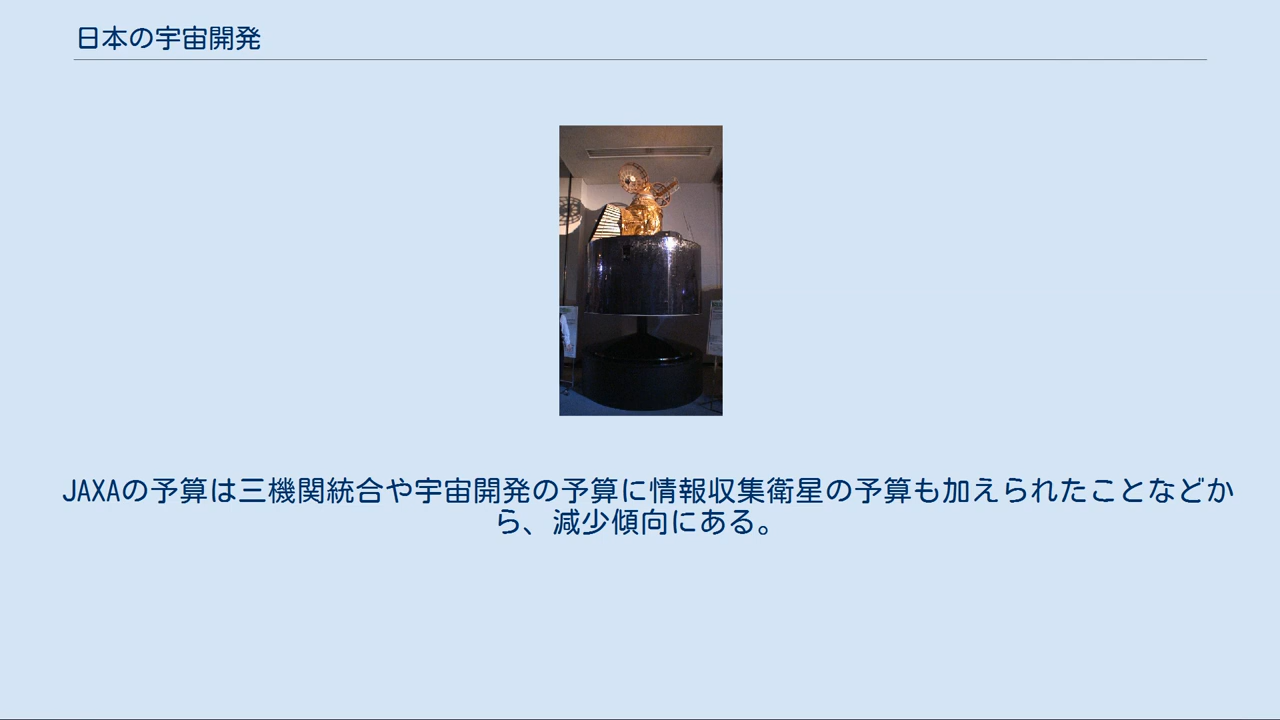 日本の宇宙開発
JAXAの予算は三機関統合や宇宙開発の予算に情報収集衛星の予算も加えられたことなどか
ら、減少傾向にある。